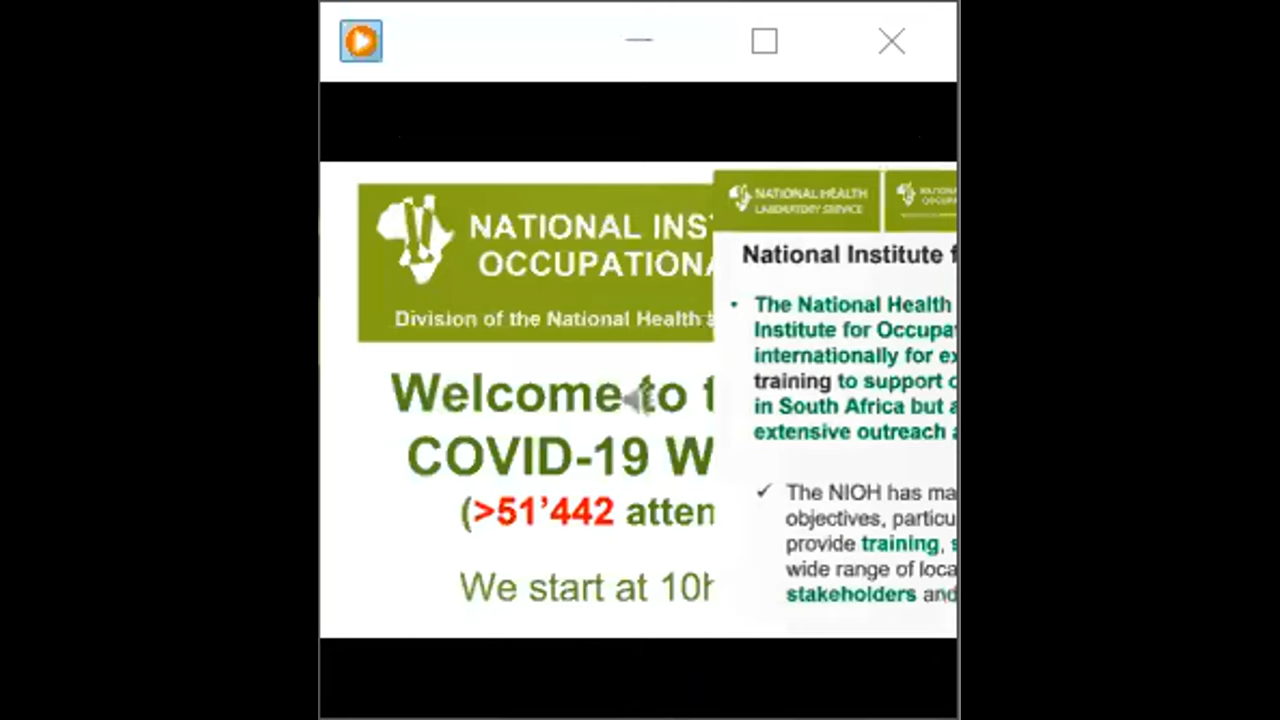 NATIONAL INS
OCCUPATIONA
Division of the National Health
Welcome to t
COVID-19 W
(>51’442 atten
We start at 10h
NATIONAL HEALTH
LABORATORY SERVICE
National Institute f
• The National Health
Institute for Occupa
internationally for ex
training to support o
in South Africa but a
extensive outreach a
✓ The NIOH has ma
objectives, particu
provide training, s
wide range of loca
stakeholders and